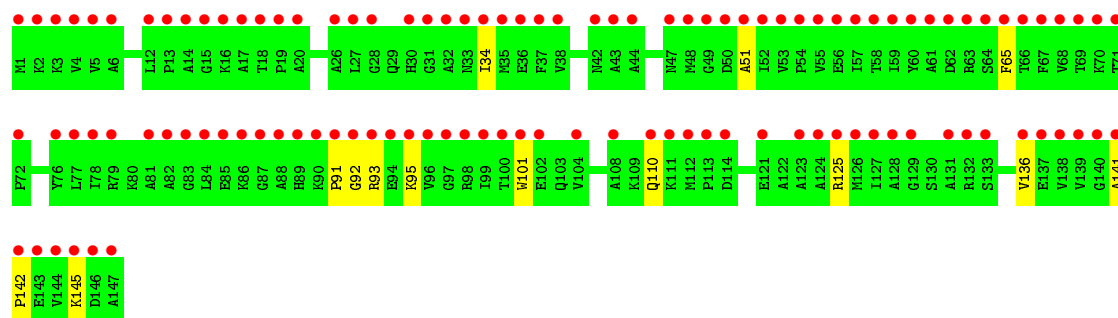 M1 K2 K3 V4 V5 A6 L12 P13 A14 G15 K16 A17 T18 P19 A20 A26 L27 G28 Q29 H30 G31 A32 N33 I34 M35 E36 F37 V38 N42 A43 A44 N47 M48 G49 D50 A51 I52 V53 P54 V55 E56 I57 T58 I59 Y60 A61 D62 R63 S64 F65 T66 F67 V68 T69 K70 T71
P72 Y76 L77 I78 R79 K80 A81 A82 G83 L84 E85 K86 G87 A88 H89 K90 P91 G92 R93 E94 K95 V96 G97 R98 I99 T100 W101 E102 Q103 V104 A108 K109 Q110 K111 M112 P113 D114 E121 A122 A123 A124 R125 M126 I127 A128 G129 S130 A131 R132 S133 V136 E137 V138 V139 G140 A141
P142 E143 V144 K145 D146 A147